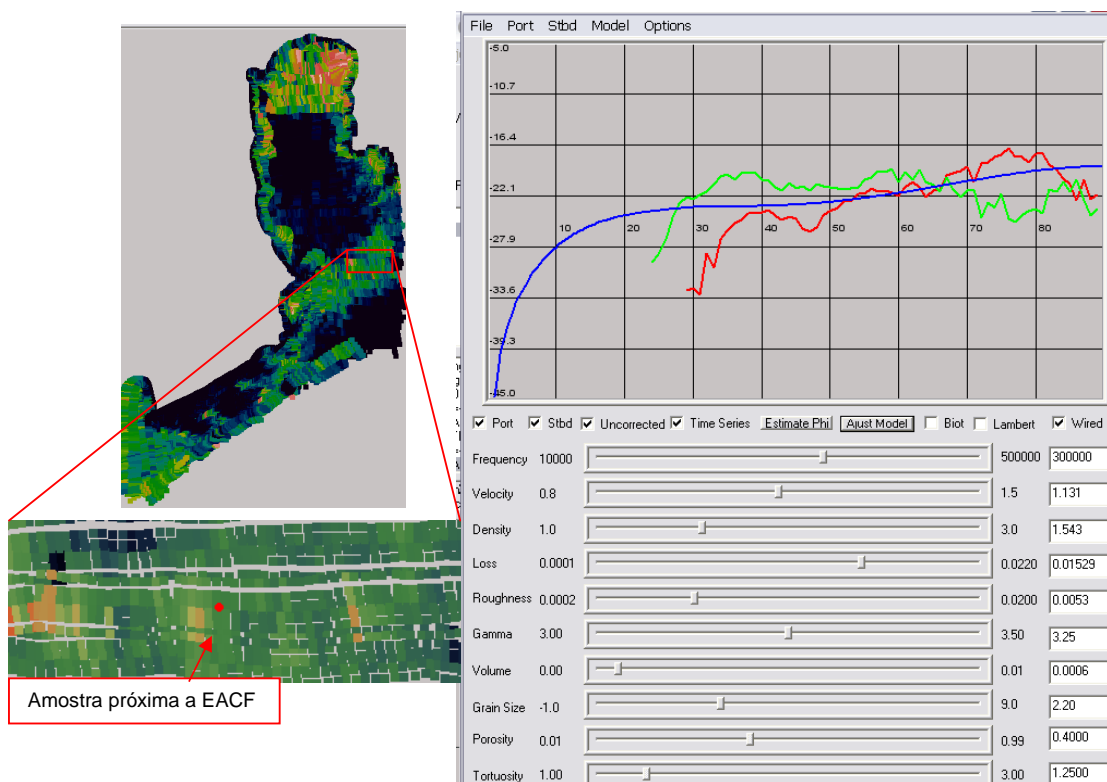 File Port Stbd Model Options
-5.0
-10.7
-16.4
-22.1
10 20 30 40 50 60 70 80
-27.9
-33.6
-39.3
-45.0
Port Stbd Uncorrected Time Series Estimate Phi Ajust Model Biot Lambert Wired
Frequency 10000 500000 300000
Velocity 0.8 1.5 1.131
Density 1.0 3.0 1.543
Loss 0.0001 0.0220 0.01529
Roughness 0.0002 0.0200 0.0053
Gamma 3.00 3.50 3.25
Volume 0.00 0.01 0.0006
Grain Size -1.0 9.0 2.20
Porosity 0.01 0.99 0.4000
Tortuosity 1.00 3.00 1.2500
Amostra próxima a EACF